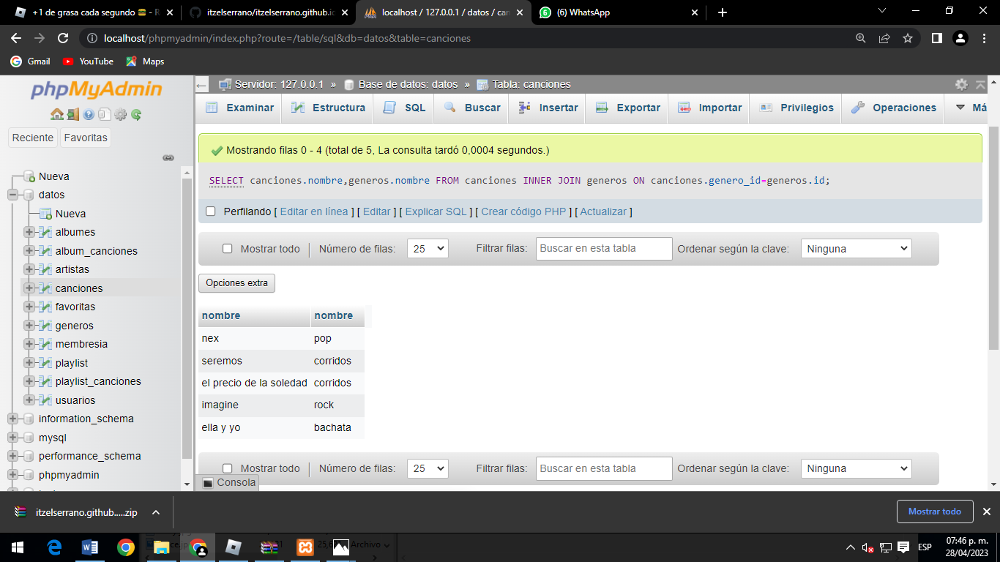 +1 de grasa cada segundo 🍔 - R
itzelserrano/itzelserrano.github.io
localhost / 127.0.0.1 / datos / can
(6) WhatsApp
localhost/phpmyadmin/index.php?route=/table/sql&db=datos&table=canciones
Gmail YouTube Maps
phpMyAdmin
Reciente Favoritas
Nueva
datos
Nueva
albumes
album_canciones
artistas
canciones
favoritas
generos
membresia
playlist
playlist_canciones
usuarios
information_schema
mysql
performance_schema
phpmyadmin
Servidor: 127.0.0.1 » Base de datos: datos » Tabla: canciones
Examinar Estructura SQL Buscar Insertar Exportar Importar Privilegios Operaciones Má
Mostrando filas 0 - 4 (total de 5, La consulta tardó 0,0004 segundos.)
SELECT canciones.nombre,generos.nombre FROM canciones INNER JOIN generos ON canciones.genero_id=generos.id;
Perfilando [ Editar en línea ] [ Editar ] [ Explicar SQL ] [ Crear código PHP ] [ Actualizar ]
Mostrar todo | Número de filas: 25 Filtrar filas: Buscar en esta tabla Ordenar según la clave: Ninguna
Opciones extra
nombre nombre
nex pop
seremos corridos
el precio de la soledad corridos
imagine rock
ella y yo bachata
Mostrar todo | Número de filas: 25 Filtrar filas: Buscar en esta tabla Ordenar según la clave: Ninguna
Consola
itzelserrano.github.....zip
Mostrar todo
Archivo
ESP
07:46 p. m.
28/04/2023